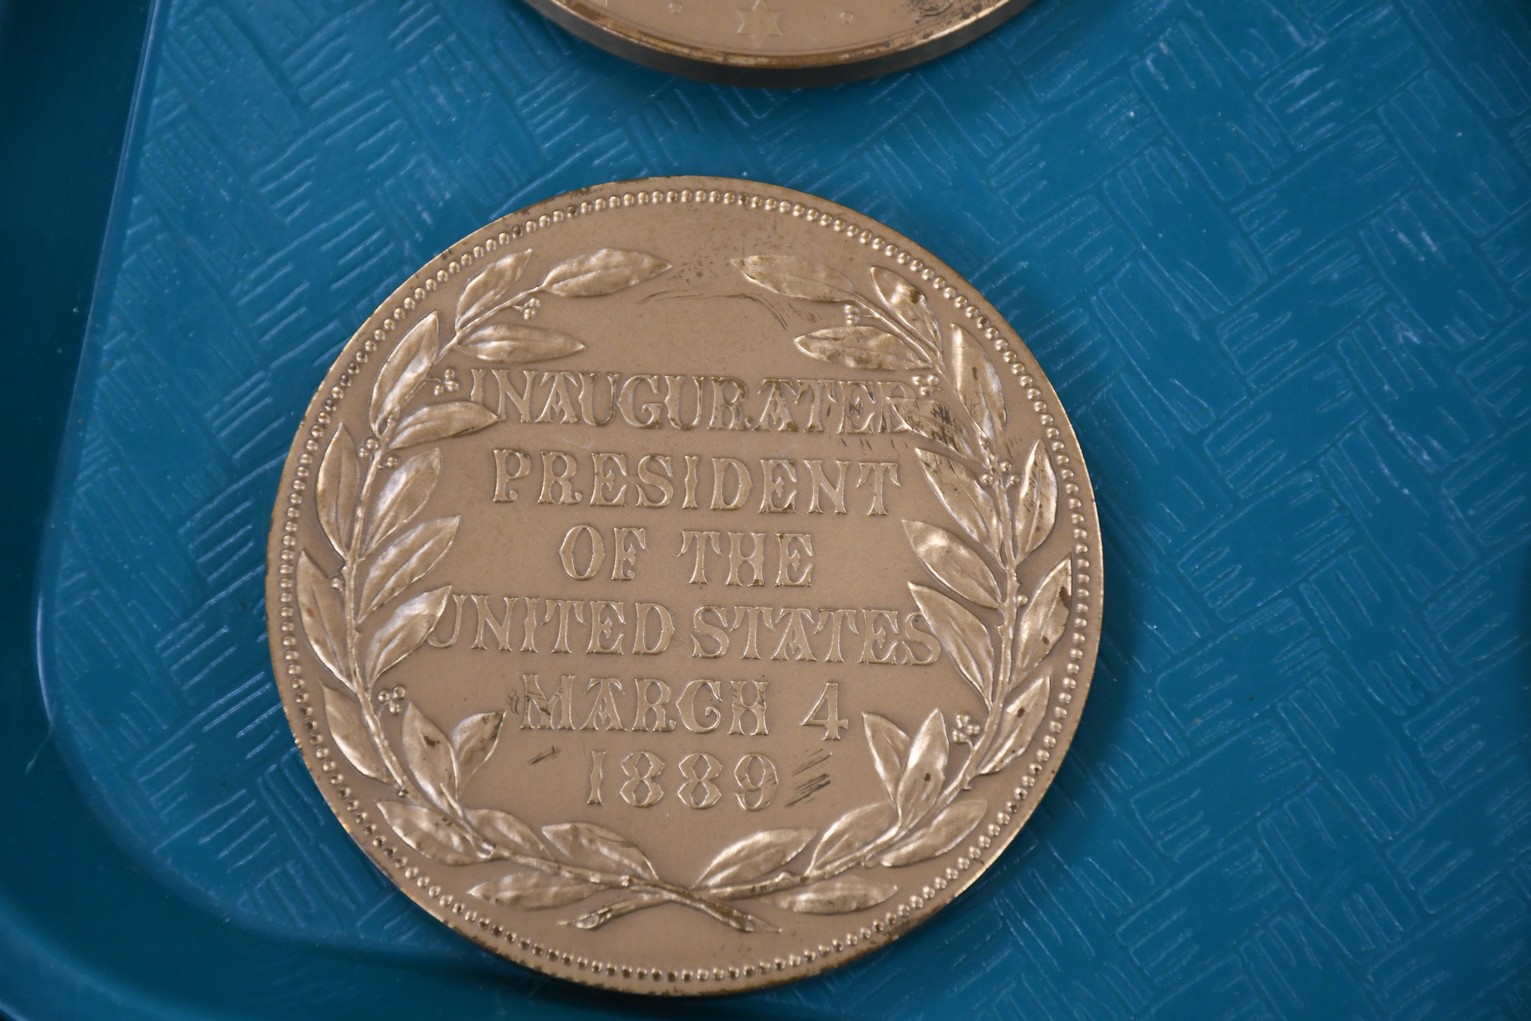 INAUGURATED
PRESIDENT
OF THE
UNITED STATES
MARCH 4
1889